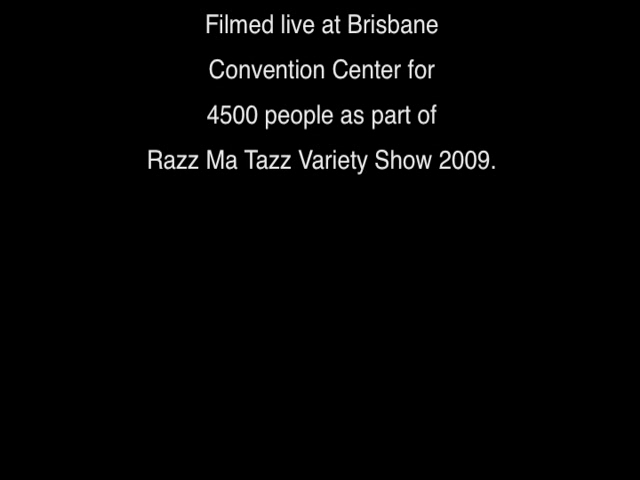 Filmed live at Brisbane
Convention Center for
4500 people as part of
Razz Ma Tazz Variety Show 2009.